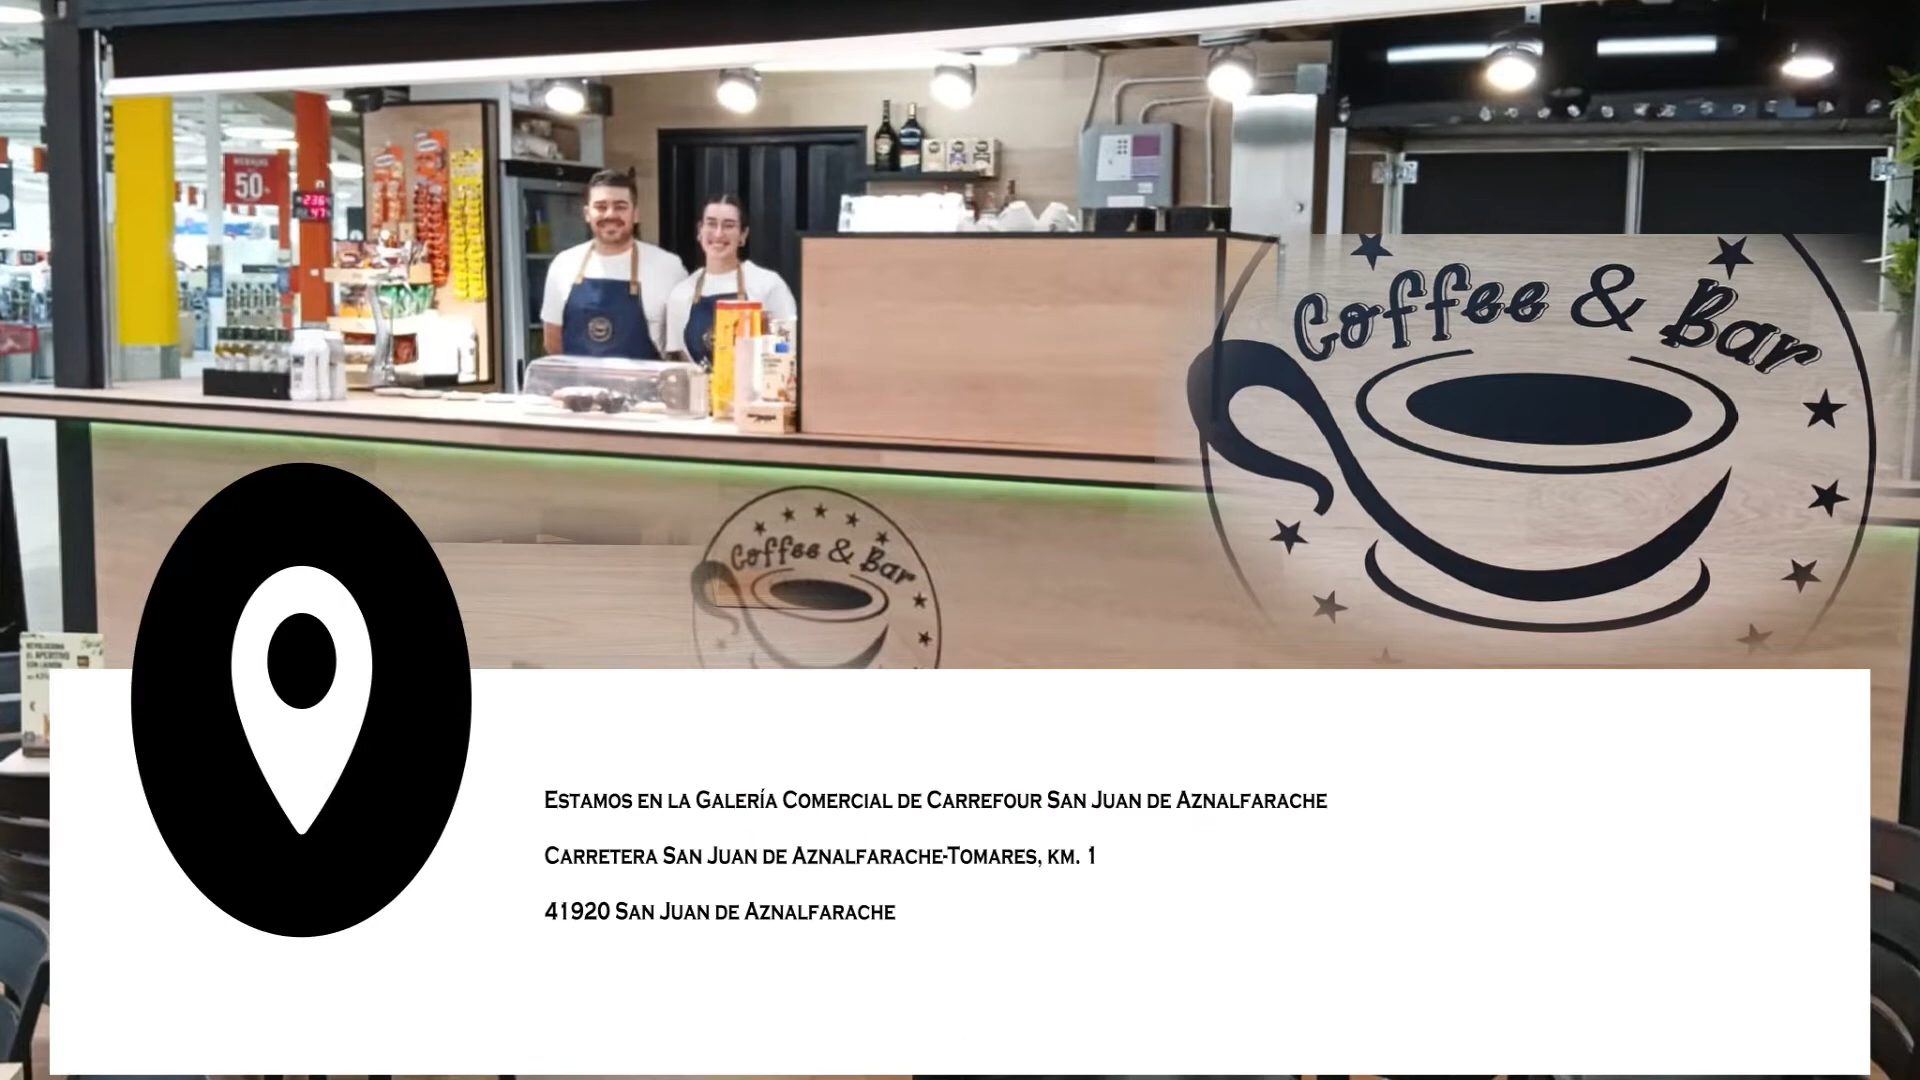 REBAJAS
50
Coffee & Bar
Coffee & Bar
Estamos en la Galería Comercial de Carrefour San Juan de Aznalfarache
Carretera San Juan de Aznalfarache-Tomares, km. 1
41920 San Juan de Aznalfarache